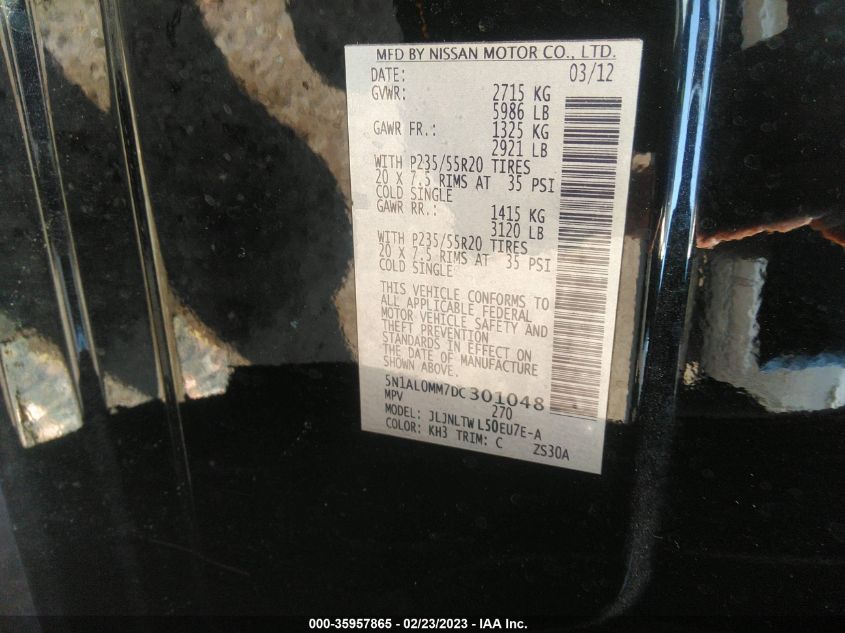 MFD BY NISSAN MOTOR CO., LTD.
DATE: 03/12
GVWR: 2715 KG
5986 LB
GAWR FR.: 1325 KG
2921 LB
WITH P235/55R20 TIRES
20 X 7.5 RIMS AT 35 PSI
COLD SINGLE
GAWR RR.: 1415 KG
3120 LB
WITH P235/55R20 TIRES
20 X 7.5 RIMS AT 35 PSI
COLD SINGLE
THIS VEHICLE CONFORMS TO
ALL APPLICABLE FEDERAL
MOTOR VEHICLE SAFETY AND
THEFT PREVENTION
STANDARDS IN EFFECT ON
THE DATE OF MANUFACTURE
SHOWN ABOVE.
5N1AL0MM7DC301048
MPV 270
MODEL: JLJNLTWL50EU7E-A
COLOR: KH3 TRIM: C ZS30A
000-35957865 - 02/23/2023 - IAA Inc.